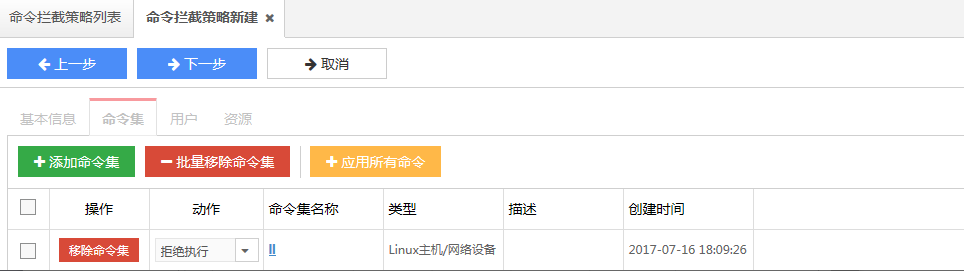 命令拦截策略列表 命令拦截策略新建
上一步 下一步 取消
基本信息 命令集 用户 资源
添加命令集 批量移除命令集 应用所有命令
操作 动作 命令集名称 类型 描述 创建时间
移除命令集 拒绝执行 ll Linux主机/网络设备 2017-07-16 18:09:26